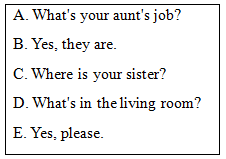 A. What's your aunt's job?
B. Yes, they are.
C. Where is your sister?
D. What's in the living room?
E. Yes, please.